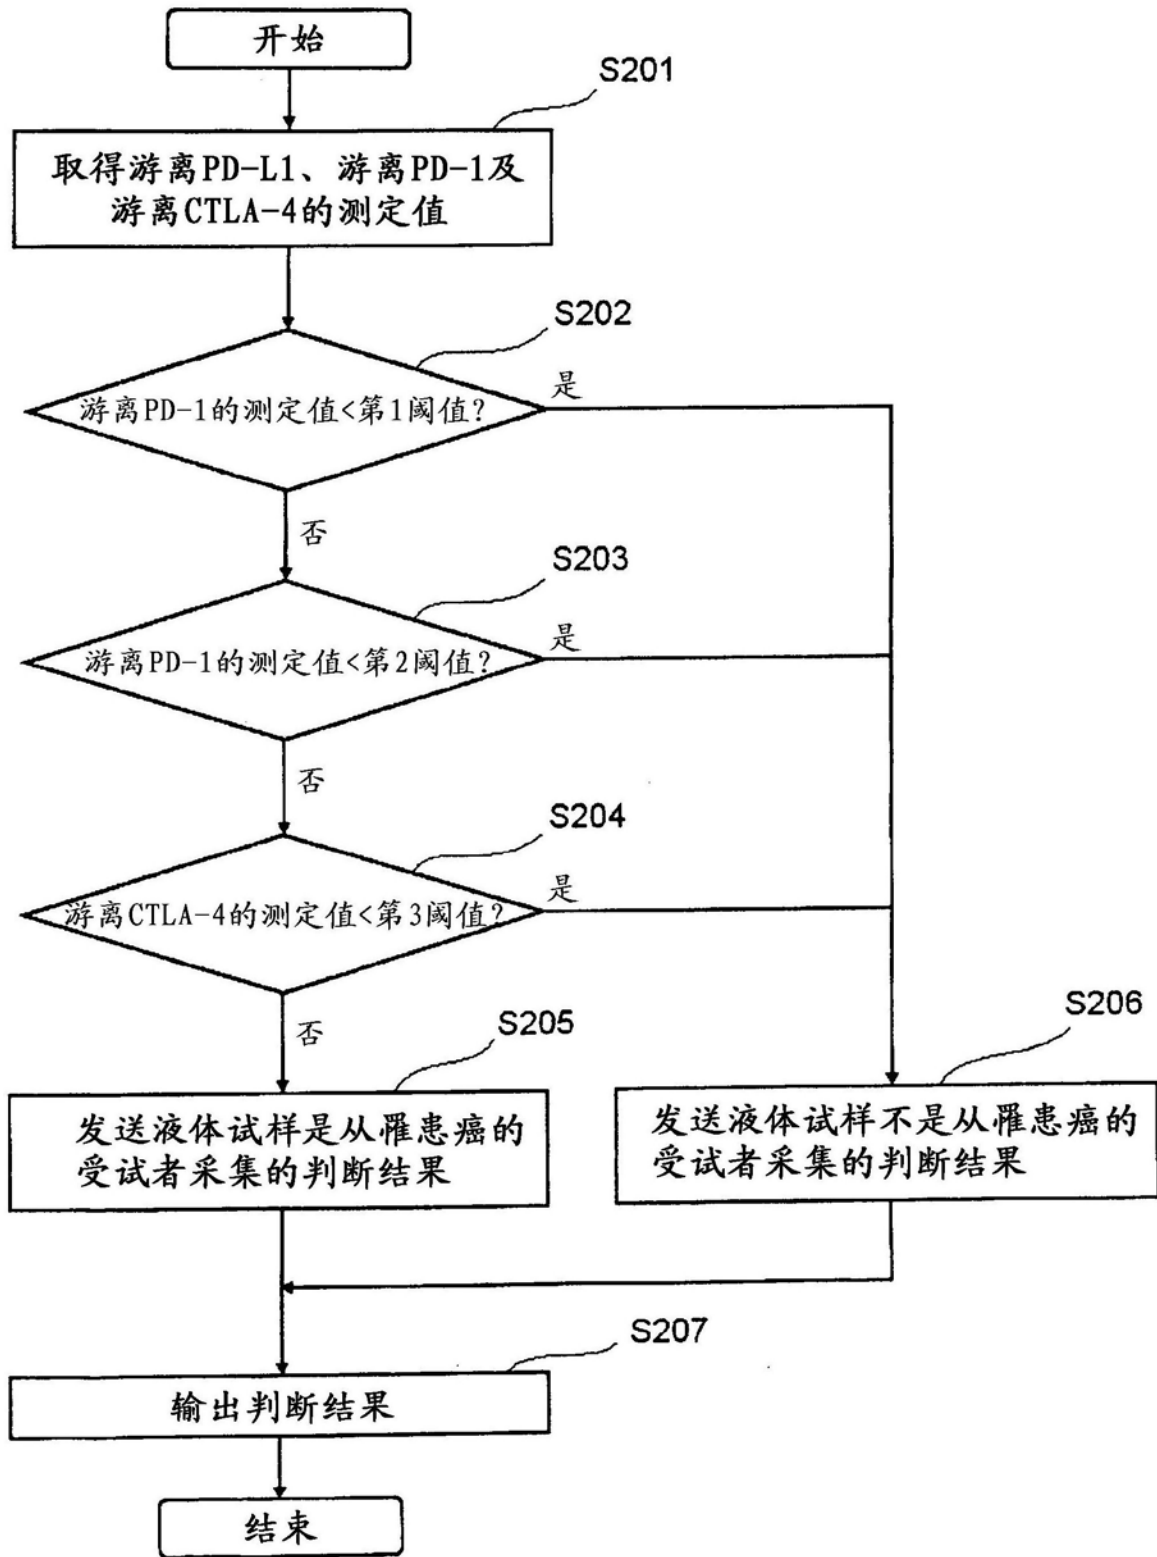 开始
S201
取得游离PD-L1、游离PD-1及
游离CTLA-4的测定值
S202
游离PD-1的测定值<第1阈值?
是
否
S203
游离PD-1的测定值<第2阈值?
是
否
S204
游离CTLA-4的测定值<第3阈值?
是
否
S205
发送液体试样是从罹患癌的
受试者采集的判断结果
S206
发送液体试样不是从罹患癌的
受试者采集的判断结果
S207
输出判断结果
结束